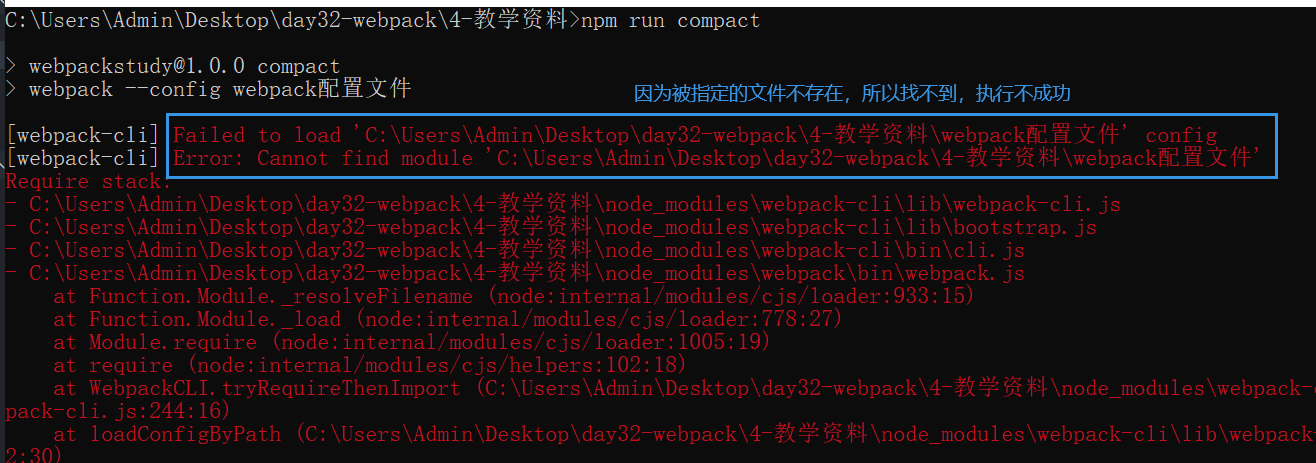 C:\Users\Admin\Desktop\day32-webpack\4-教学资料>npm run compact
> webpackstudy@1.0.0 compact
> webpack --config webpack配置文件
因为被指定的文件不存在，所以找不到，执行不成功
[webpack-cli] Failed to load 'C:\Users\Admin\Desktop\day32-webpack\4-教学资料\webpack配置文件' config
[webpack-cli] Error: Cannot find module 'C:\Users\Admin\Desktop\day32-webpack\4-教学资料\webpack配置文件'
Require stack:
- C:\Users\Admin\Desktop\day32-webpack\4-教学资料\node_modules\webpack-cli\lib\webpack-cli.js
- C:\Users\Admin\Desktop\day32-webpack\4-教学资料\node_modules\webpack-cli\lib\bootstrap.js
- C:\Users\Admin\Desktop\day32-webpack\4-教学资料\node_modules\webpack-cli\bin\cli.js
- C:\Users\Admin\Desktop\day32-webpack\4-教学资料\node_modules\webpack\bin\webpack.js
at Function.Module._resolveFilename (node:internal/modules/cjs/loader:933:15)
at Function.Module._load (node:internal/modules/cjs/loader:778:27)
at Module.require (node:internal/modules/cjs/loader:1005:19)
at require (node:internal/modules/cjs/helpers:102:18)
at WebpackCLI.tryRequireThenImport (C:\Users\Admin\Desktop\day32-webpack\4-教学资料\node_modules\webpack-
pack-cli.js:244:16)
at loadConfigByPath (C:\Users\Admin\Desktop\day32-webpack\4-教学资料\node_modules\webpack-cli\lib\webpack-
2:30)